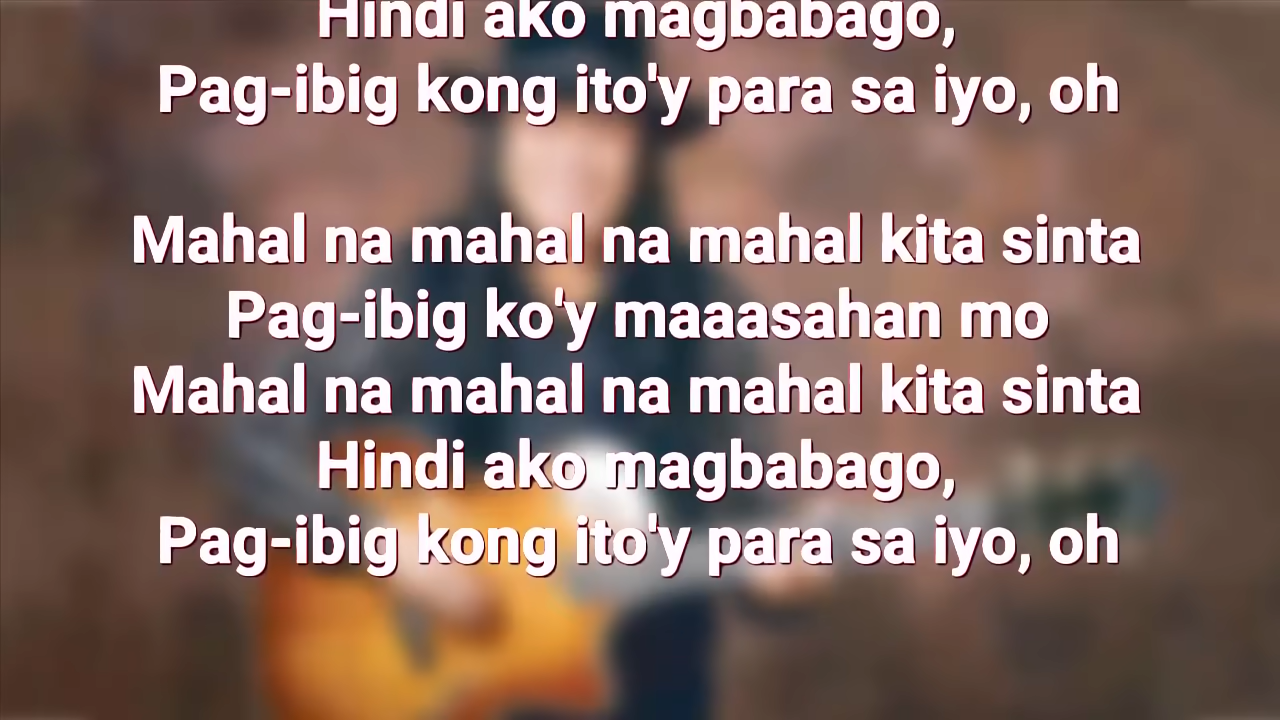 Hindi ako magbabago,
Pag-ibig kong ito'y para sa iyo, oh
Mahal na mahal na mahal kita sinta
Pag-ibig ko'y maaasahan mo
Mahal na mahal na mahal kita sinta
Hindi ako magbabago,
Pag-ibig kong ito'y para sa iyo, oh